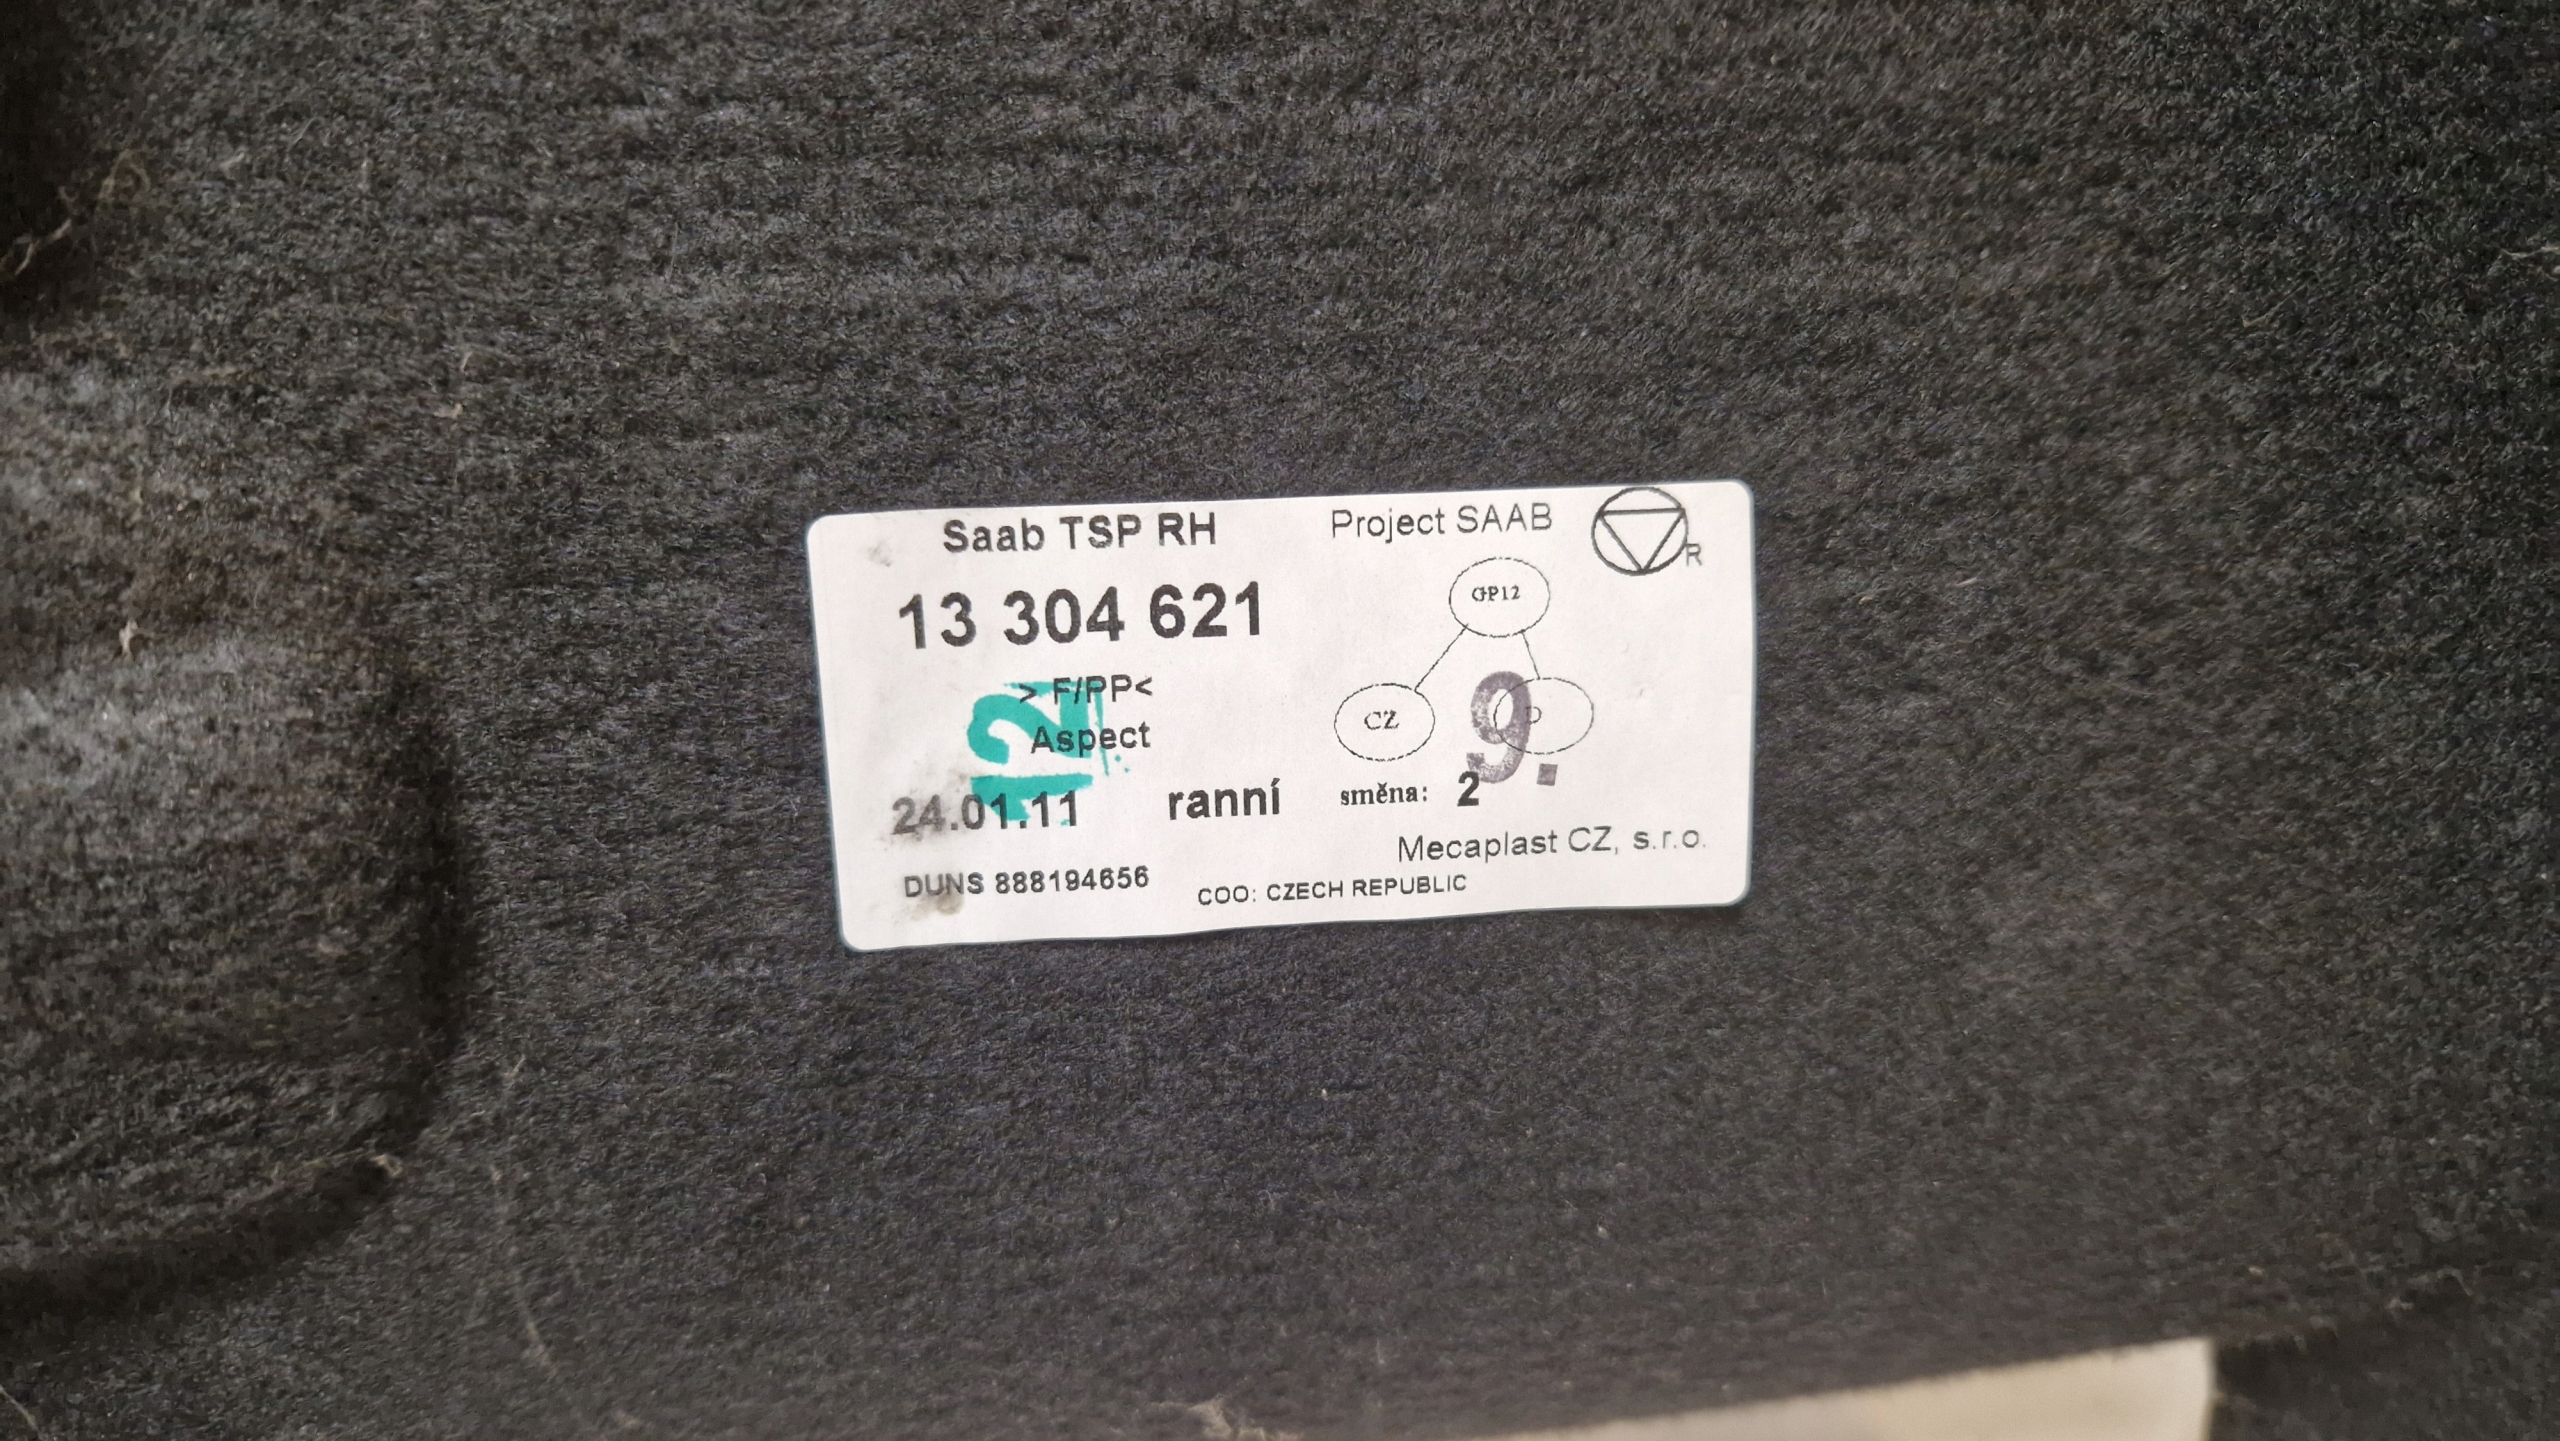 Saab TSP RH
Project SAAB
R
13 304 621
GP12
> F/PP<
CZ
9.
12
Aspect
24.01.11
ranní
směna: 2
Mecaplast CZ, s.r.o.
DUNS 888194656
COO: CZECH REPUBLIC